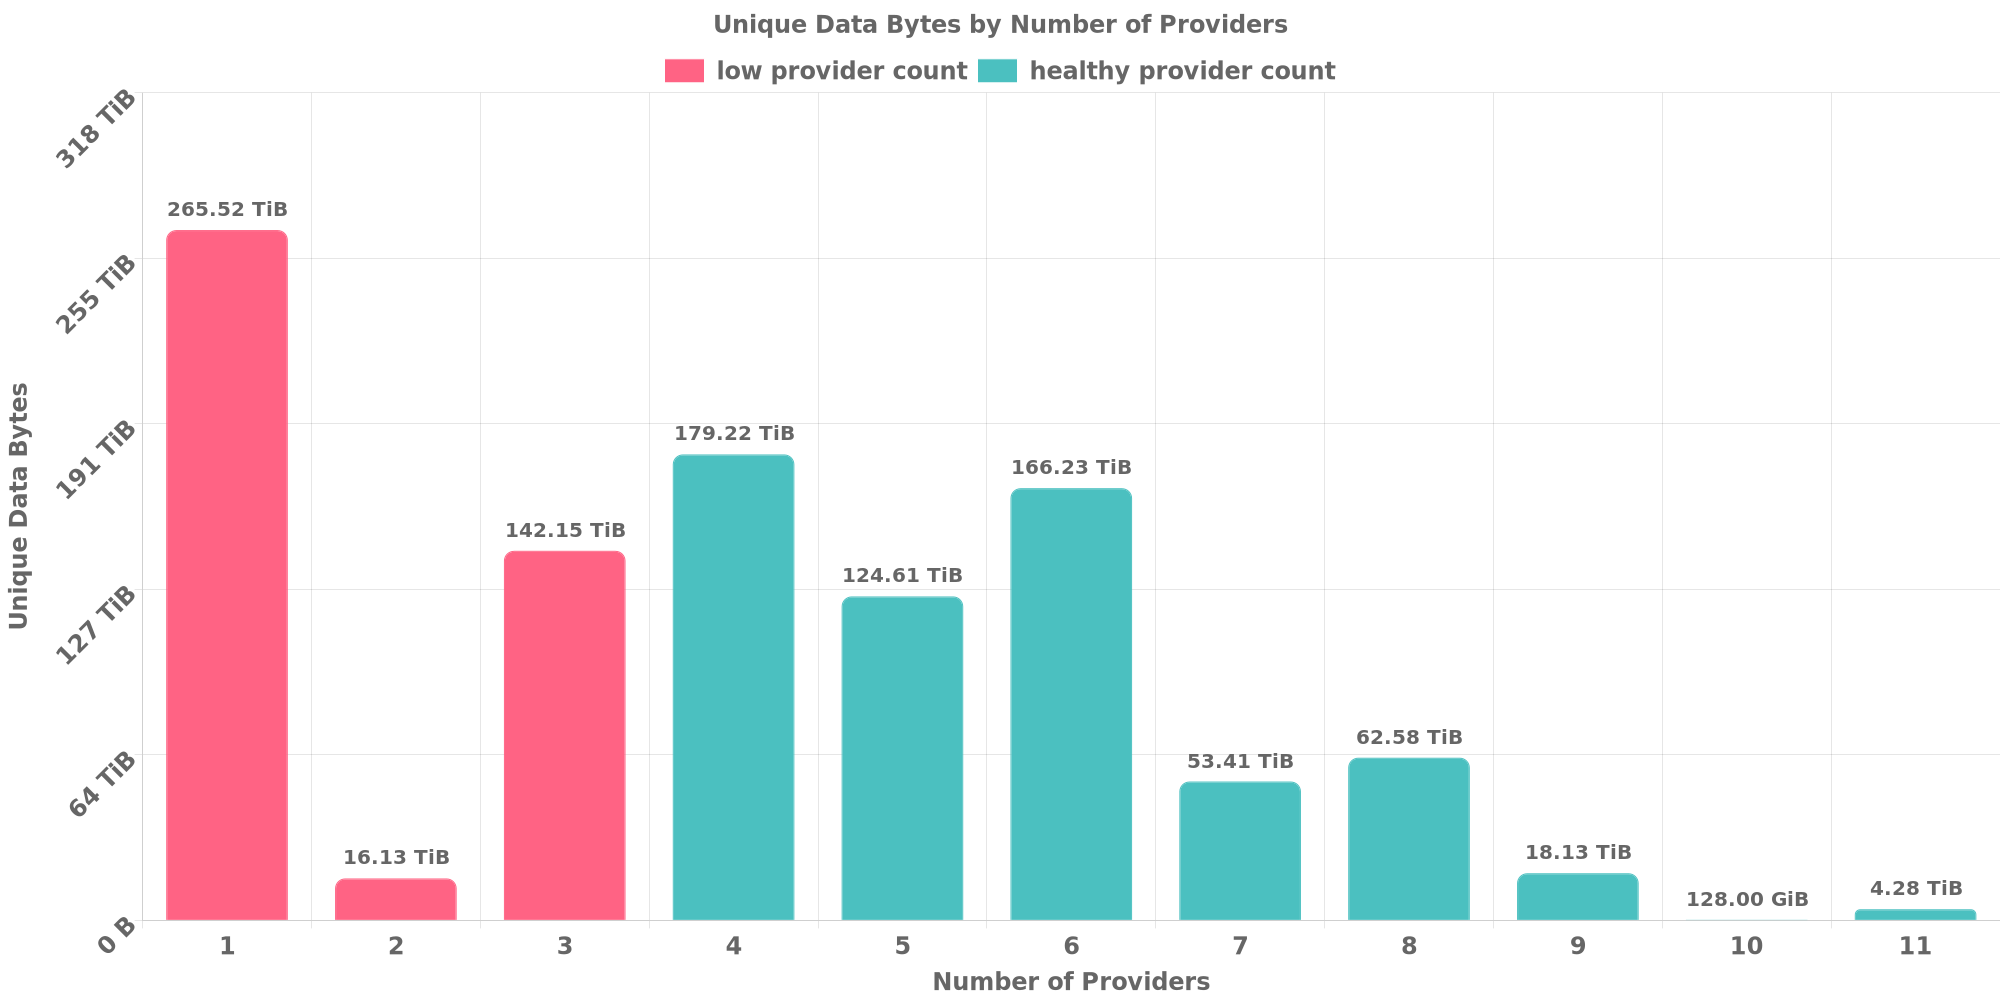 Unique Data Bytes by Number of Providers
low provider count healthy provider count
318 TiB
255 TiB
191 TiB
127 TiB
64 TiB
0 B
Unique Data Bytes
265.52 TiB
16.13 TiB
142.15 TiB
179.22 TiB
124.61 TiB
166.23 TiB
53.41 TiB
62.58 TiB
18.13 TiB
128.00 GiB
4.28 TiB
1 2 3 4 5 6 7 8 9 10 11
Number of Providers